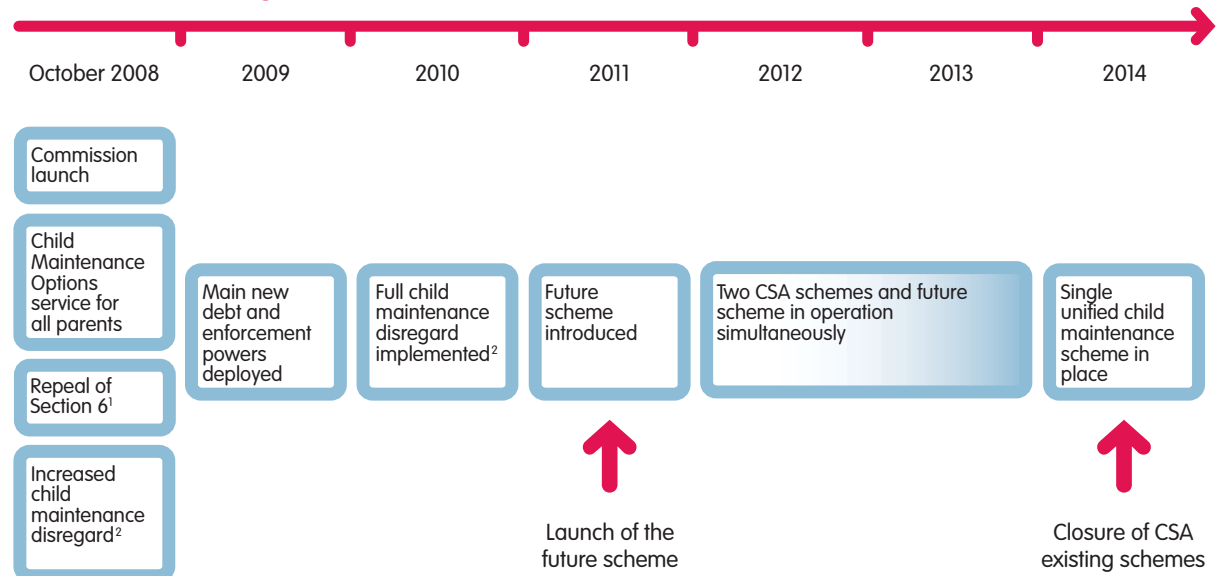 October 2008
2009
2010
2011
2012
2013
2014
Commission
launch
Child
Maintenance
Options
service for
all parents
Repeal of
Section 6¹
Increased
child
maintenance
disregard²
Main new
debt and
enforcement
powers
deployed
Full child
maintenance
disregard
implemented²
Future
scheme
introduced
Two CSA schemes and future
scheme in operation
simultaneously
Single
unified child
maintenance
scheme in
place
Launch of the
future scheme
Closure of CSA
existing schemes